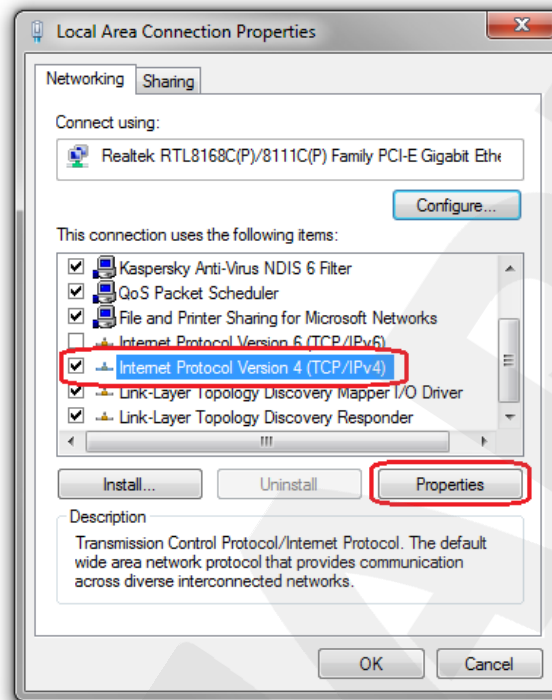 Local Area Connection Properties
Networking
Sharing
Connect using:
Realtek RTL8168C(P)/8111C(P) Family PCI-E Gigabit Ethe
Configure...
This connection uses the following items:
Kaspersky Anti-Virus NDIS 6 Filter
QoS Packet Scheduler
File and Printer Sharing for Microsoft Networks
Internet Protocol Version 6 (TCP/IPv6)
Internet Protocol Version 4 (TCP/IPv4)
Link-Layer Topology Discovery Mapper I/O Driver
Link-Layer Topology Discovery Responder
Install...
Uninstall
Properties
Description
Transmission Control Protocol/Internet Protocol. The default
wide area network protocol that provides communication
across diverse interconnected networks.
OK
Cancel